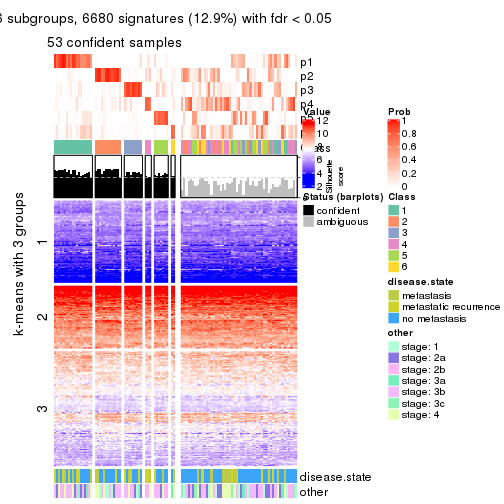 6 subgroups, 6680 signatures (12.9%) with fdr < 0.05
53 confident samples
p1
p2
p3
p4
Value
12
10
8
6
4
2
Silhouette
score
Prob
1
0.8
0.6
0.4
0.2
0
Status (barplots)
confident
ambiguous
Class
1
2
3
4
5
6
disease.state
metastasis
metastatic recurrence
no metastasis
other
stage: 1
stage: 2a
stage: 2b
stage: 3a
stage: 3b
stage: 3c
stage: 4
k-means with 3 groups
1
2
3
disease.state
other